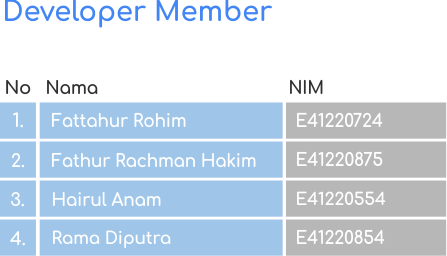 Developer Member
No Nama NIM
1. Fattahur Rohim E41220724
2. Fathur Rachman Hakim E41220875
3. Hairul Anam E41220554
4. Rama Diputra E41220854